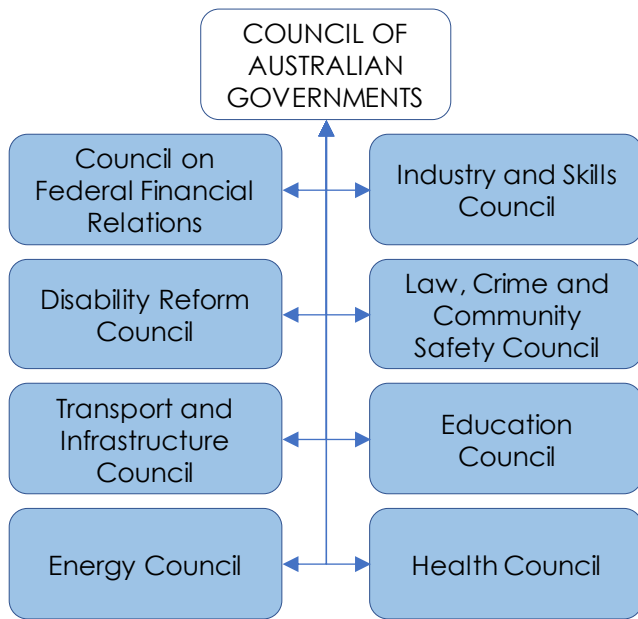 COUNCIL OF
AUSTRALIAN
GOVERNMENTS
Council on
Federal Financial
Relations
Industry and Skills
Council
Disability Reform
Council
Law, Crime and
Community
Safety Council
Transport and
Infrastructure
Council
Education
Council
Energy Council
Health Council